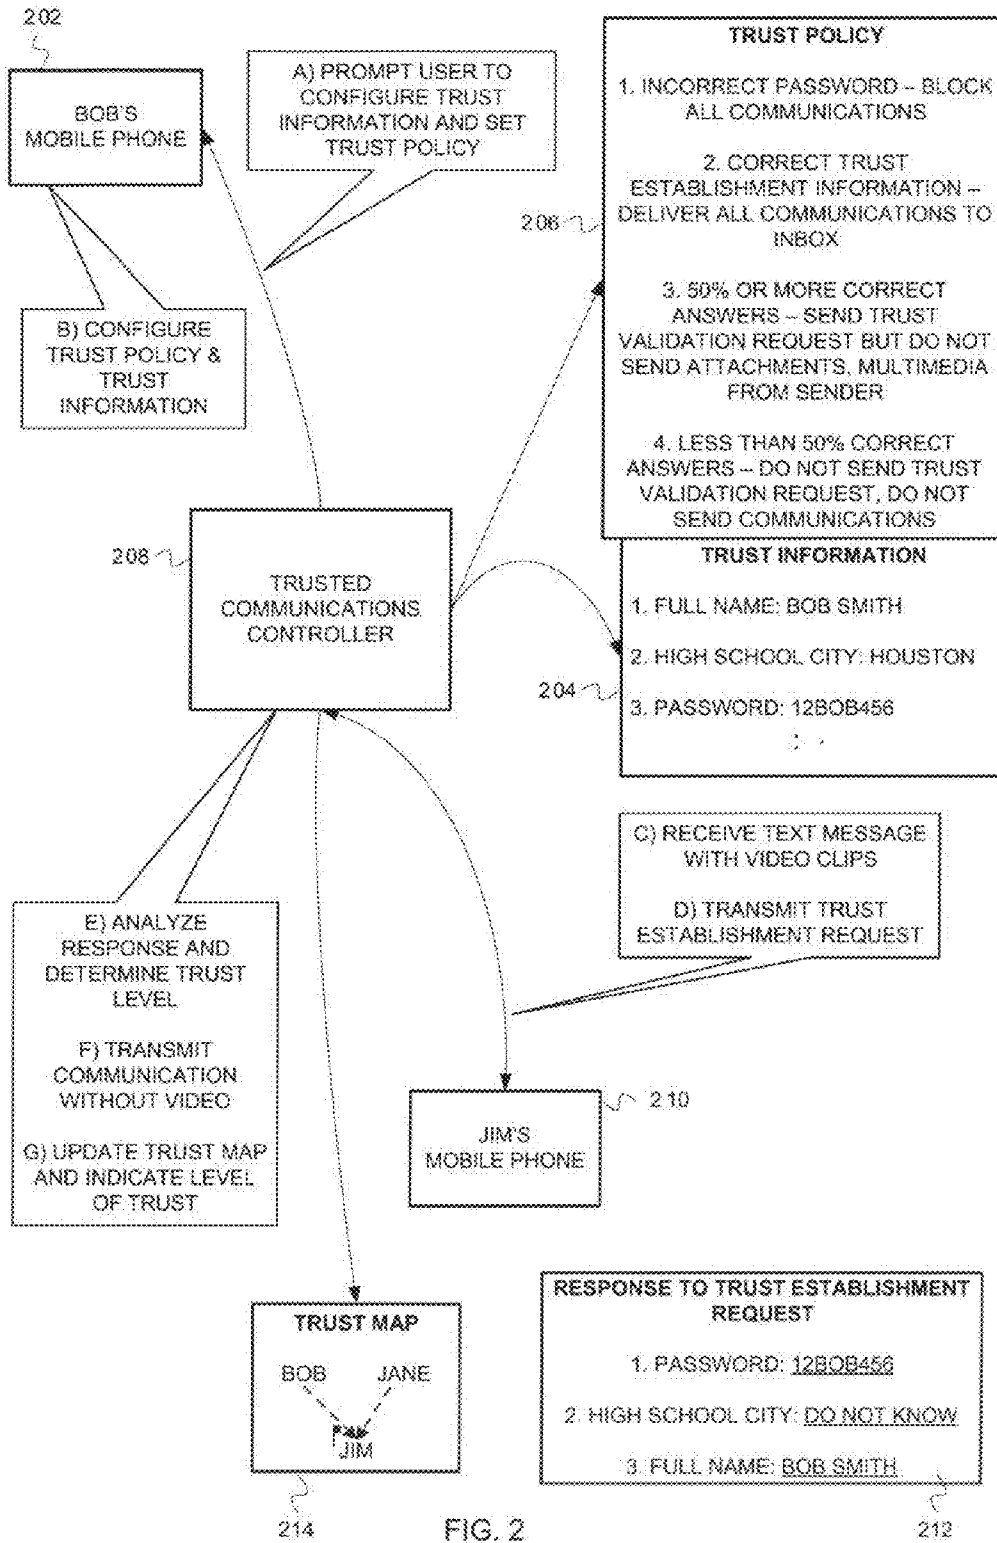 202
BOB'S
MOBILE PHONE
A) PROMPT USER TO
CONFIGURE TRUST
INFORMATION AND SET
TRUST POLICY
B) CONFIGURE
TRUST POLICY &
TRUST
INFORMATION
TRUST POLICY
1. INCORRECT PASSWORD – BLOCK
ALL COMMUNICATIONS
2. CORRECT TRUST
ESTABLISHMENT INFORMATION –
DELIVER ALL COMMUNICATIONS TO
INBOX
3. 50% OR MORE CORRECT
ANSWERS – SEND TRUST
VALIDATION REQUEST BUT DO NOT
SEND ATTACHMENTS, MULTIMEDIA
FROM SENDER
4. LESS THAN 50% CORRECT
ANSWERS – DO NOT SEND TRUST
VALIDATION REQUEST, DO NOT
SEND COMMUNICATIONS
206
208
TRUSTED
COMMUNICATIONS
CONTROLLER
TRUST INFORMATION
1. FULL NAME: BOB SMITH
2. HIGH SCHOOL CITY: HOUSTON
3. PASSWORD: 12BOB456
204
C) RECEIVE TEXT MESSAGE
WITH VIDEO CLIPS
D) TRANSMIT TRUST
ESTABLISHMENT REQUEST
E) ANALYZE
RESPONSE AND
DETERMINE TRUST
LEVEL
F) TRANSMIT
COMMUNICATION
WITHOUT VIDEO
G) UPDATE TRUST MAP
AND INDICATE LEVEL
OF TRUST
210
JIM'S
MOBILE PHONE
TRUST MAP
BOB JANE
JIM
214
RESPONSE TO TRUST ESTABLISHMENT
REQUEST
1. PASSWORD: 12BOB456
2. HIGH SCHOOL CITY: DO NOT KNOW
3. FULL NAME: BOB SMITH
212
FIG. 2